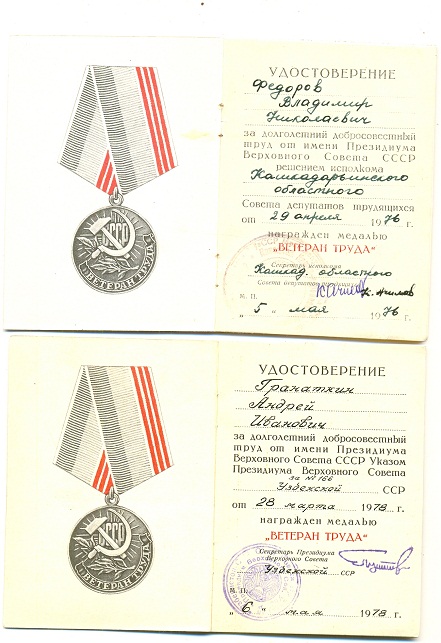 УДОСТОВЕРЕНИЕ
Федоров
Владимир
Николаевич
за долголетний добросовестный
труд от имени Президиума
Верховного Совета СССР
решением исполкома
Кашкадарьинского
областного
Совета депутатов трудящихся
от 29 апреля 1976 г.
награжден медалью
„ВЕТЕРАН ТРУДА“
Секретарь исполкома
Кашкад. областного
Совета депутатов трудящихся
М. П.
„5“ мая 1976 г.
СССР
ВЕТЕРАН ТРУДА
УДОСТОВЕРЕНИЕ
Гранаткин
Андрей
Иванович
за долголетний добросовестный
труд от имени Президиума
Верховного Совета СССР Указом
Президиума Верховного Совета
за № 166
Узбекской ССР
от 28 марта 1978 г.
награжден медалью
„ВЕТЕРАН ТРУДА“
Секретарь Президиума
Верховного Совета
Узбекской ССР
М. П.
„6“ мая 1978 г.
СССР
ВЕТЕРАН ТРУДА